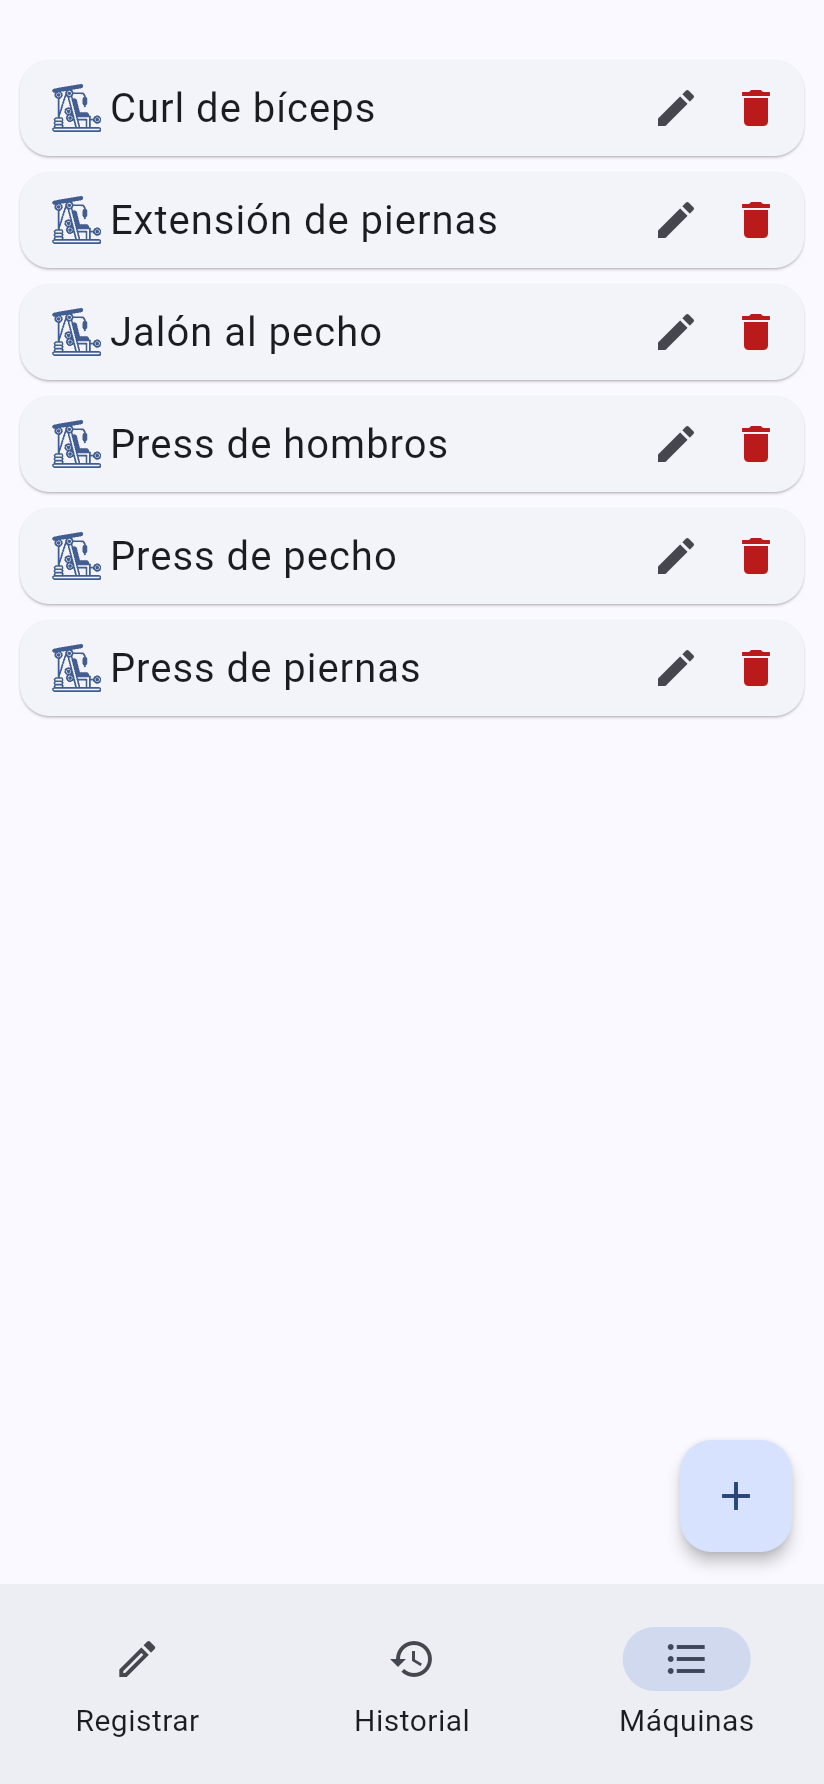 Curl de bíceps
Extensión de piernas
Jalón al pecho
Press de hombros
Press de pecho
Press de piernas
Registrar
Historial
Máquinas